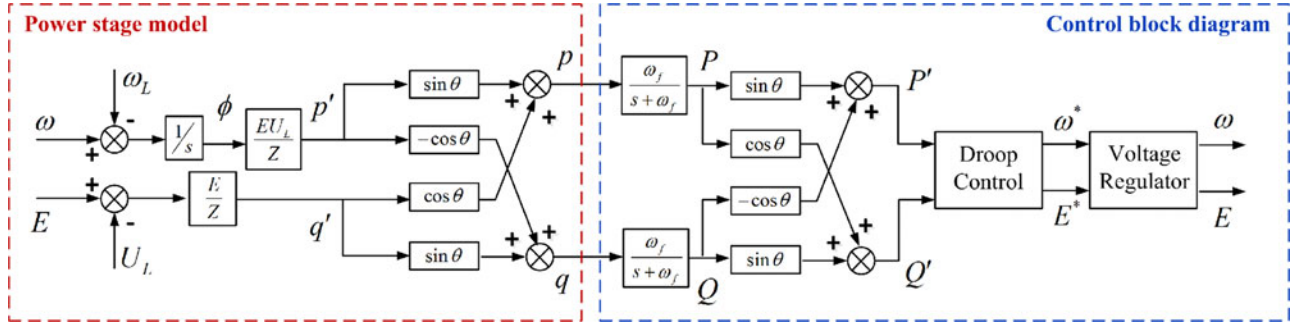 Power stage model
Control block diagram
ω_L
ω
-
+
1/s
ϕ
EU_L / Z
p'
sin θ
−cos θ
+
+
p
E
+
-
U_L
E / Z
q'
cos θ
sin θ
+
+
q
ω_f / (s + ω_f)
P
sin θ
cos θ
+
+
P'
ω_f / (s + ω_f)
Q
−cos θ
sin θ
+
+
Q'
Droop
Control
ω*
E*
Voltage
Regulator
ω
E